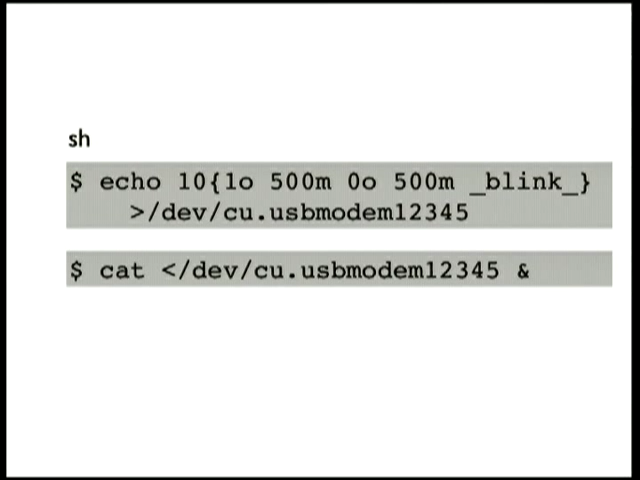 sh
$ echo 10{1o 500m 0o 500m _blink_}
>/dev/cu.usbmodem12345
$ cat </dev/cu.usbmodem12345 &